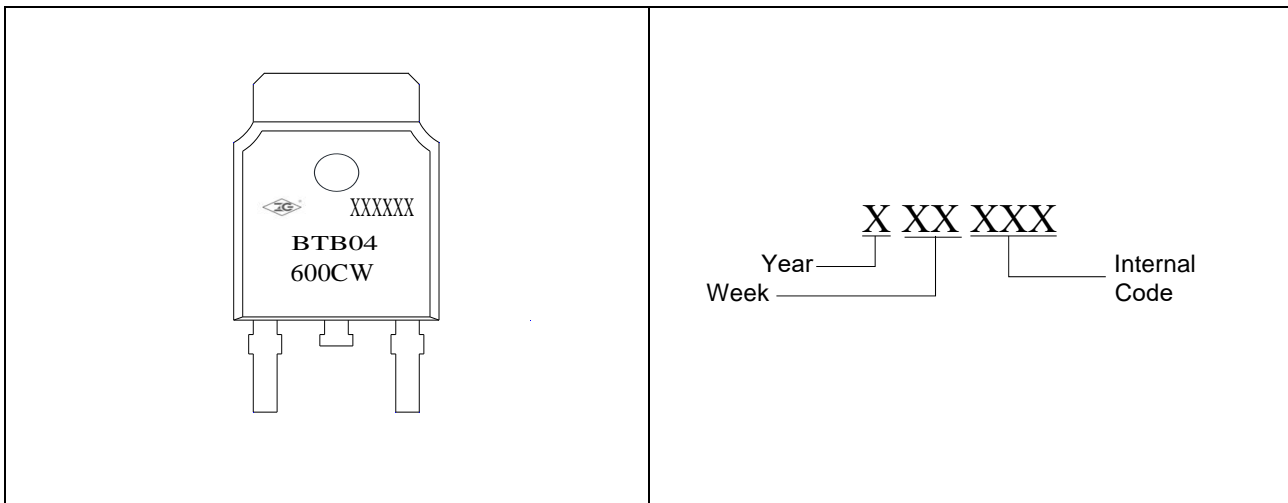 XXXXXX
BTB04
600CW
X XX XXX
Year
Week
Internal
Code